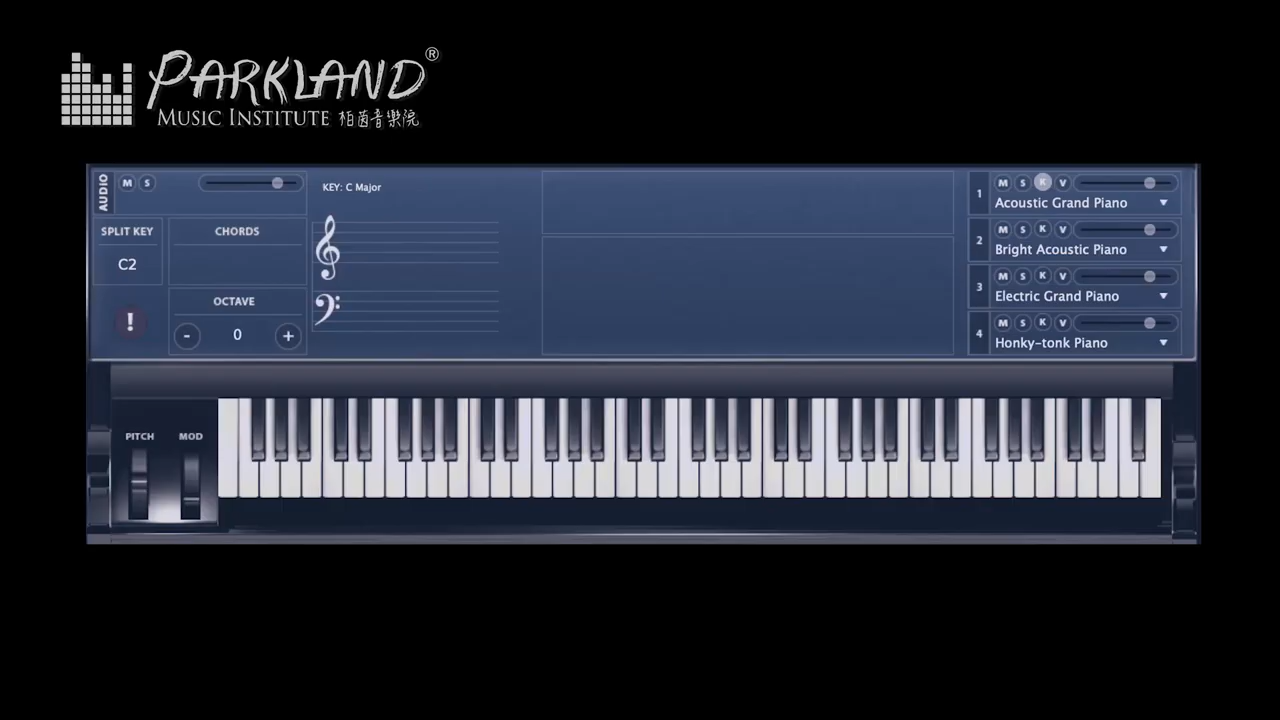 PARKLAND®
MUSIC INSTITUTE 柏茵音樂院
AUDIO
M S
KEY: C Major
SPLIT KEY
C2
CHORDS
!
OCTAVE
- 0 +
1 M S K V
Acoustic Grand Piano
2 M S K V
Bright Acoustic Piano
3 M S K V
Electric Grand Piano
4 M S K V
Honky-tonk Piano
PITCH MOD